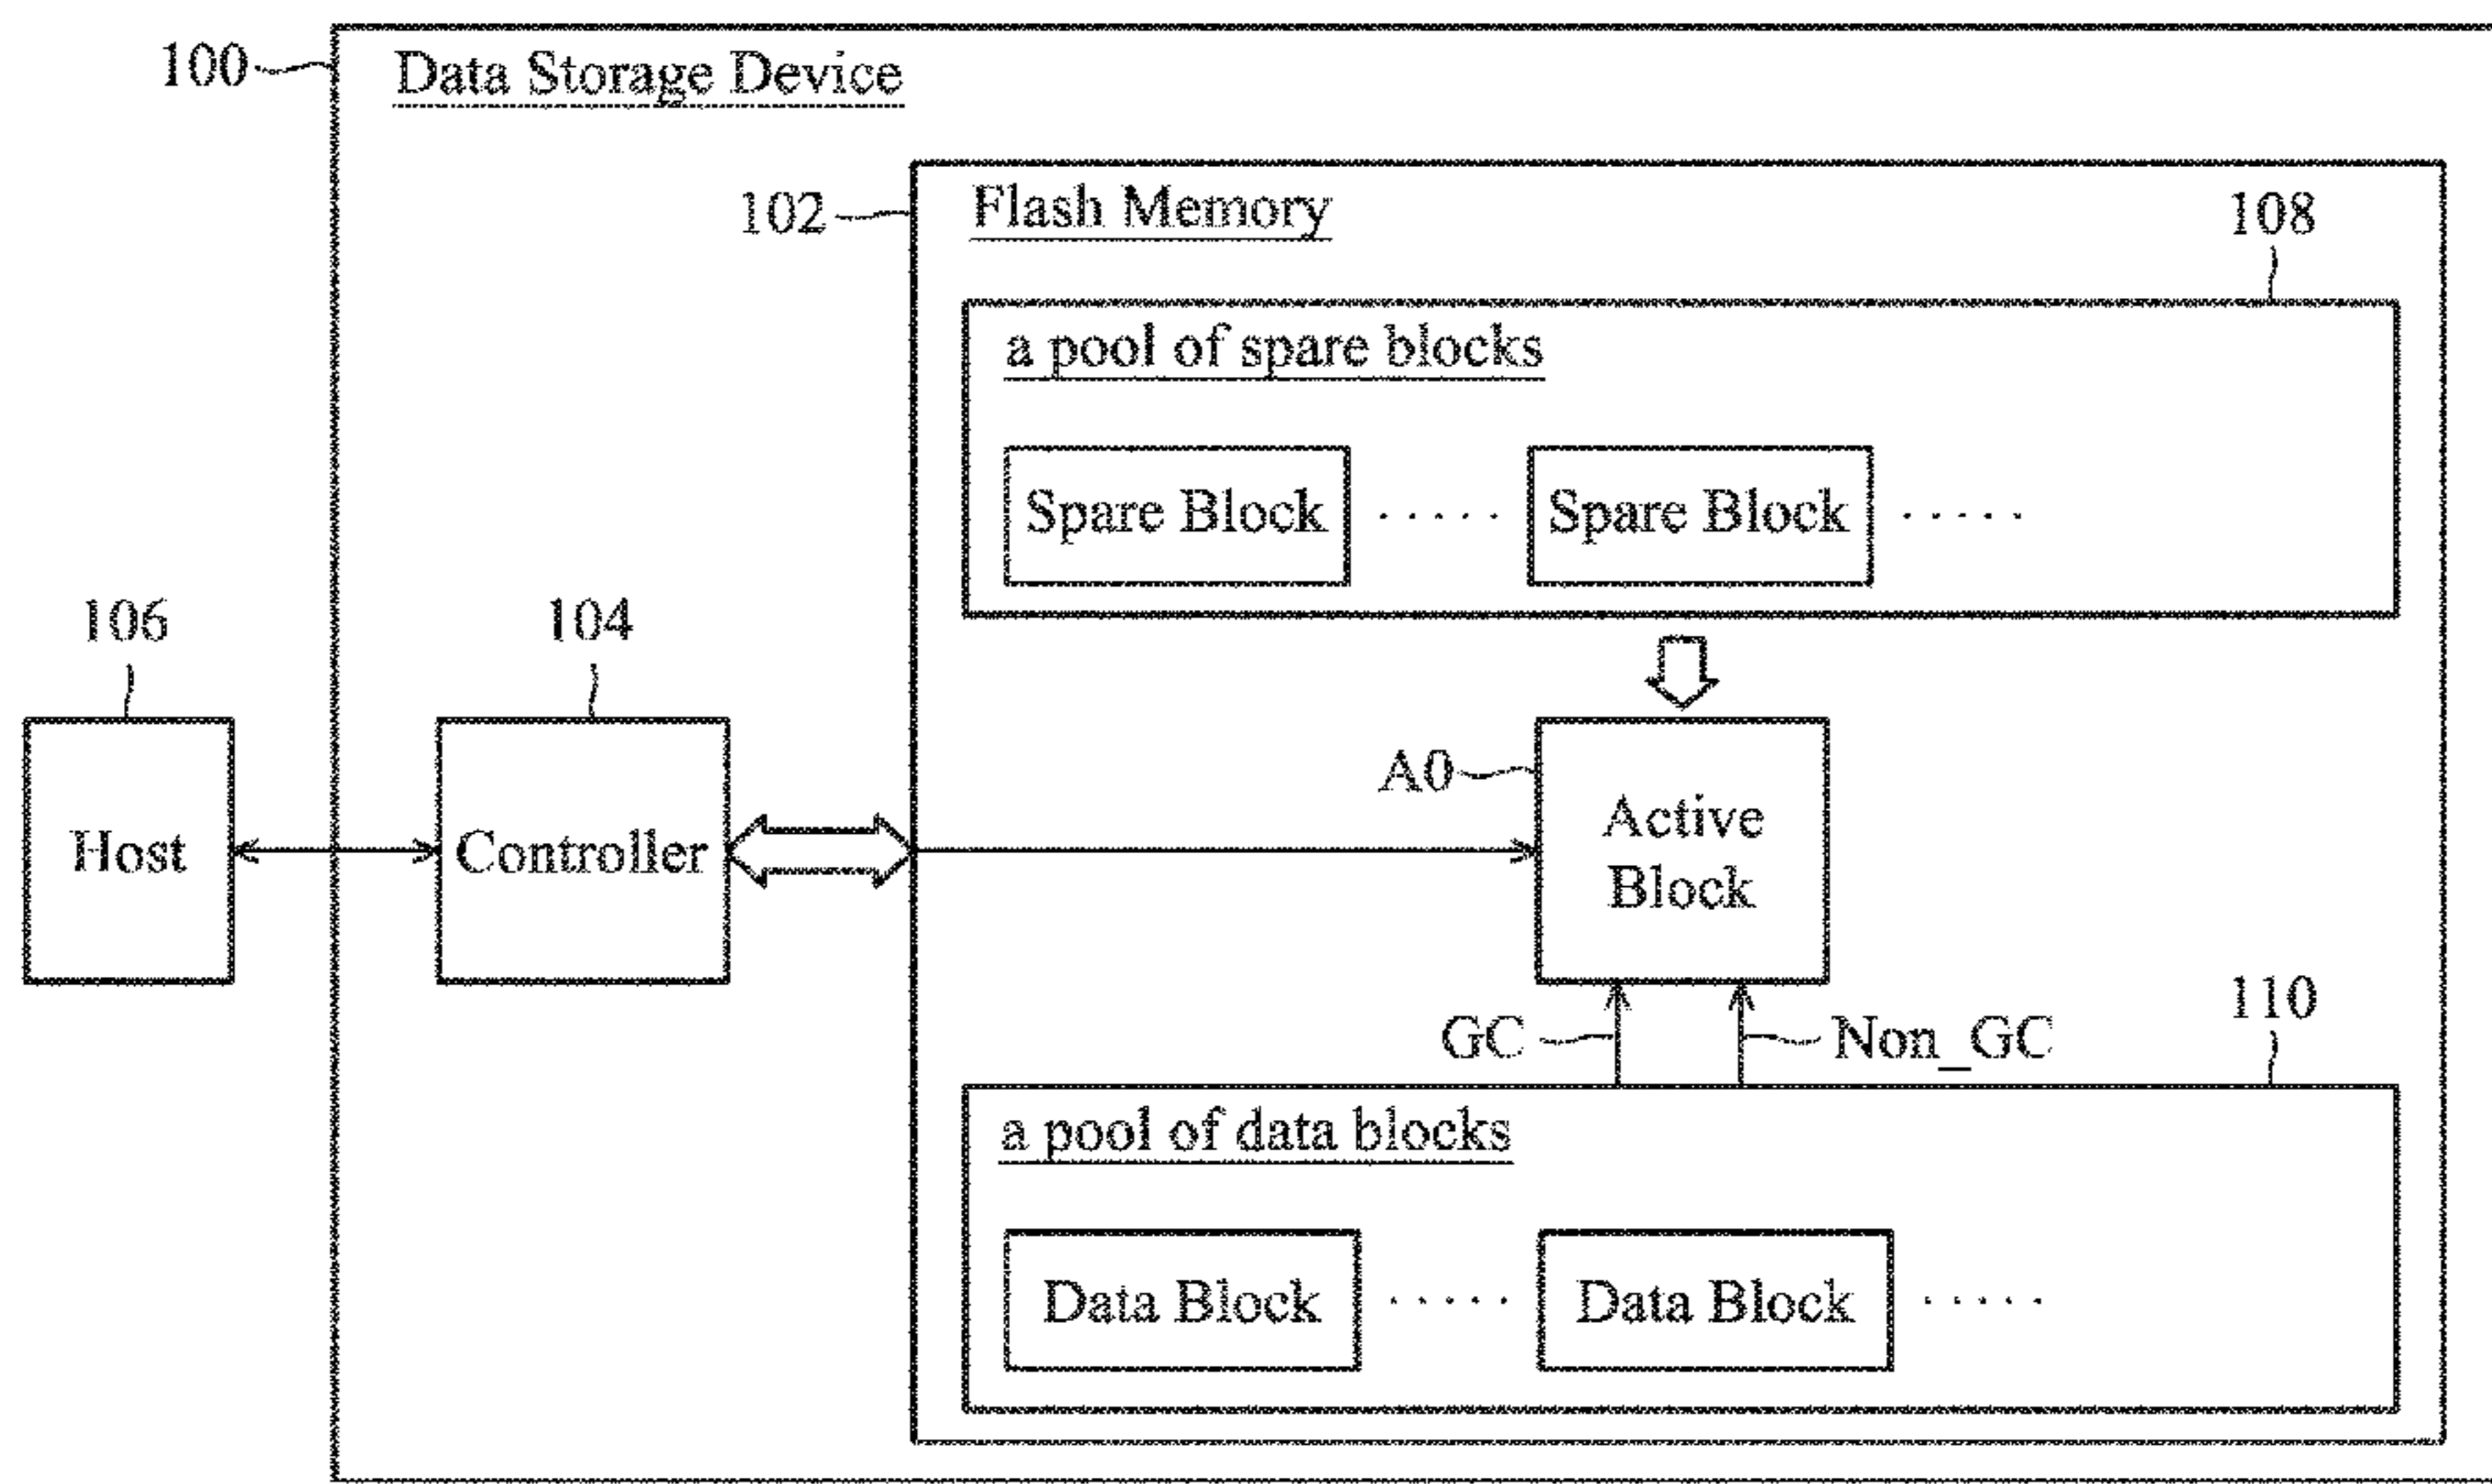 100
Data Storage Device
102
Flash Memory
108
a pool of spare blocks
Spare Block ..... Spare Block .....
106
104
A0
Host
Controller
Active
Block
GC
Non_GC
110
a pool of data blocks
Data Block ..... Data Block .....